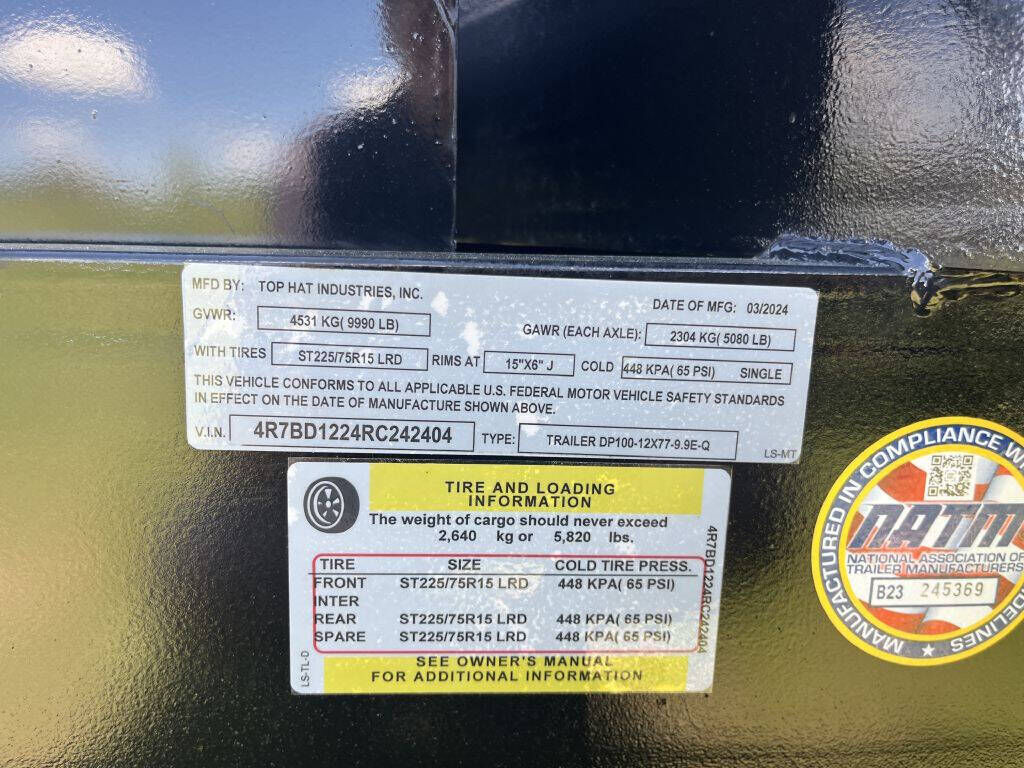 MFD BY: TOP HAT INDUSTRIES, INC.
DATE OF MFG: 03/2024
GVWR: 4531 KG( 9990 LB)
GAWR (EACH AXLE): 2304 KG( 5080 LB)
WITH TIRES ST225/75R15 LRD RIMS AT 15"X6" J COLD 448 KPA( 65 PSI) SINGLE
THIS VEHICLE CONFORMS TO ALL APPLICABLE U.S. FEDERAL MOTOR VEHICLE SAFETY STANDARDS
IN EFFECT ON THE DATE OF MANUFACTURE SHOWN ABOVE.
V.I.N. 4R7BD1224RC242404 TYPE: TRAILER DP100-12X77-9.9E-Q
LS-MT
TIRE AND LOADING
INFORMATION
The weight of cargo should never exceed
2,640 kg or 5,820 lbs.
TIRE SIZE COLD TIRE PRESS.
FRONT ST225/75R15 LRD 448 KPA( 65 PSI)
INTER
REAR ST225/75R15 LRD 448 KPA( 65 PSI)
SPARE ST225/75R15 LRD 448 KPA( 65 PSI)
SEE OWNER'S MANUAL
FOR ADDITIONAL INFORMATION
LS-TL-D
4R7BD1224RC242404
MANUFACTURED IN COMPLIANCE W
NATM
NATIONAL ASSOCIATION OF
TRAILER MANUFACTURERS
B23 245369